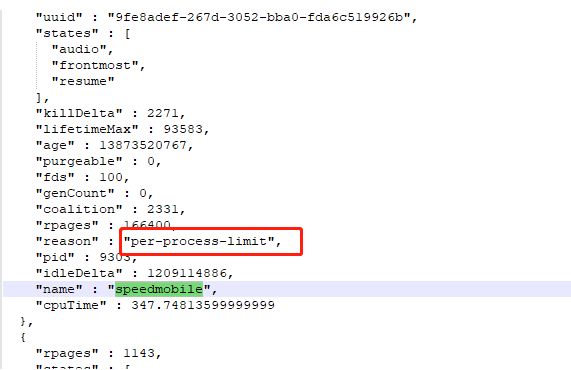 "uuid" : "9fe8adef-267d-3052-bba0-fda6c519926b",
"states" : [
"audio",
"frontmost",
"resume"
],
"killDelta" : 2271,
"lifetimeMax" : 93583,
"age" : 13873520767,
"purgeable" : 0,
"fds" : 100,
"genCount" : 0,
"coalition" : 2331,
"rpages" : 166400,
"reason" : "per-process-limit",
"pid" : 9303,
"idleDelta" : 1209114886,
"name" : "speedmobile",
"cpuTime" : 347.74813599999999
},
{
"rpages" : 1143,
"states" : [